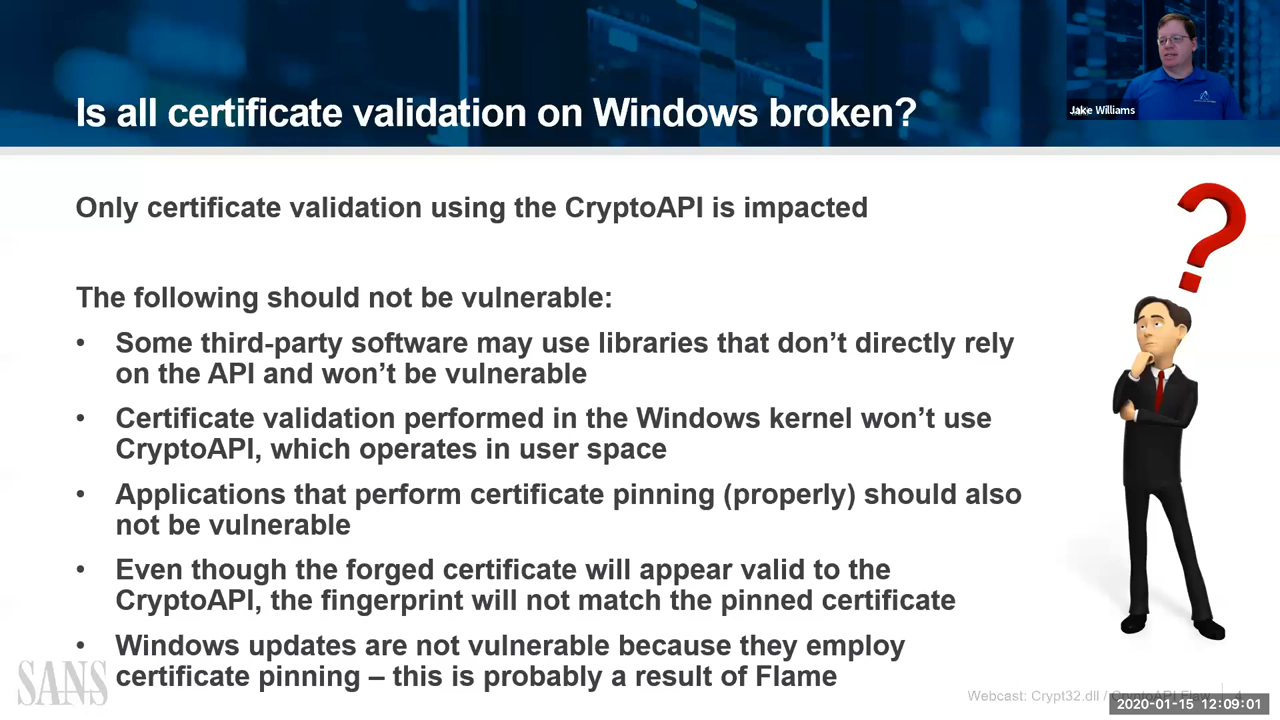 Is all certificate validation on Windows broken?
Jake Williams
Only certificate validation using the CryptoAPI is impacted
The following should not be vulnerable:
• Some third-party software may use libraries that don’t directly rely
on the API and won’t be vulnerable
• Certificate validation performed in the Windows kernel won’t use
CryptoAPI, which operates in user space
• Applications that perform certificate pinning (properly) should also
not be vulnerable
• Even though the forged certificate will appear valid to the
CryptoAPI, the fingerprint will not match the pinned certificate
• Windows updates are not vulnerable because they employ
certificate pinning – this is probably a result of Flame
SANS
Webcast: Crypt32.dll / CryptoAPI Flaw 4
2020-01-15 12:09:01